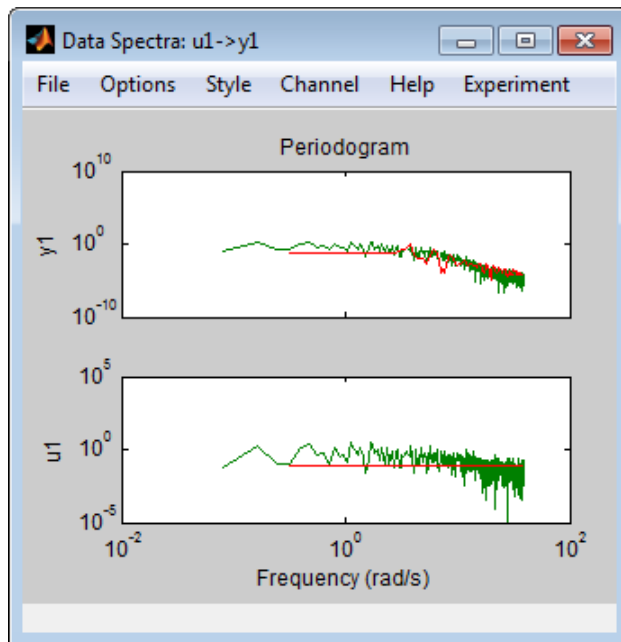 Data Spectra: u1->y1
File Options Style Channel Help Experiment
Periodogram
10^10
10^0
10^-10
y1
10^5
10^0
10^-5
u1
10^-2 10^0 10^2
Frequency (rad/s)